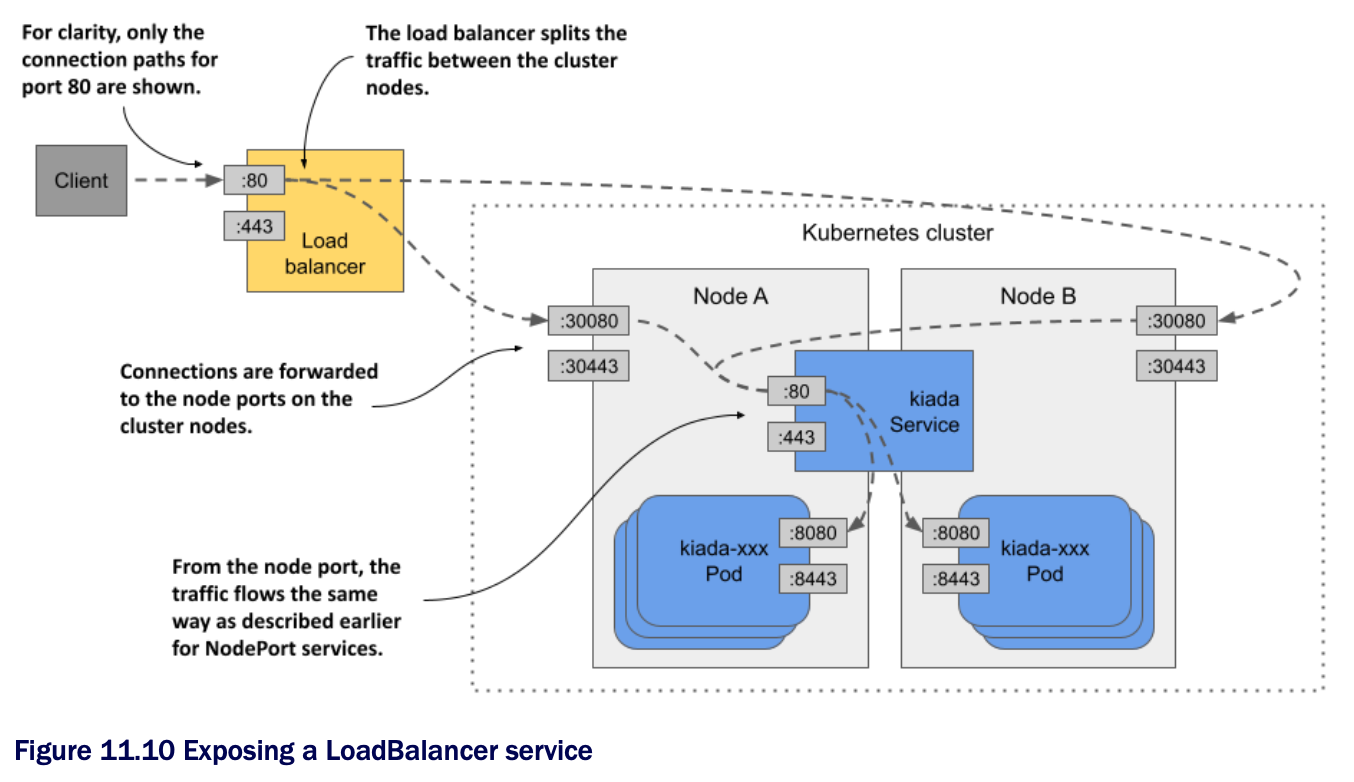 For clarity, only the
connection paths for
port 80 are shown.
The load balancer splits the
traffic between the cluster
nodes.
Client
:80
:443
Load
balancer
Kubernetes cluster
Node A
Node B
:30080
:30443
:30080
:30443
Connections are forwarded
to the node ports on the
cluster nodes.
:80
:443
kiada
Service
From the node port, the
traffic flows the same
way as described earlier
for NodePort services.
kiada-xxx
Pod
:8080
:8443
:8080
:8443
kiada-xxx
Pod
Figure 11.10 Exposing a LoadBalancer service